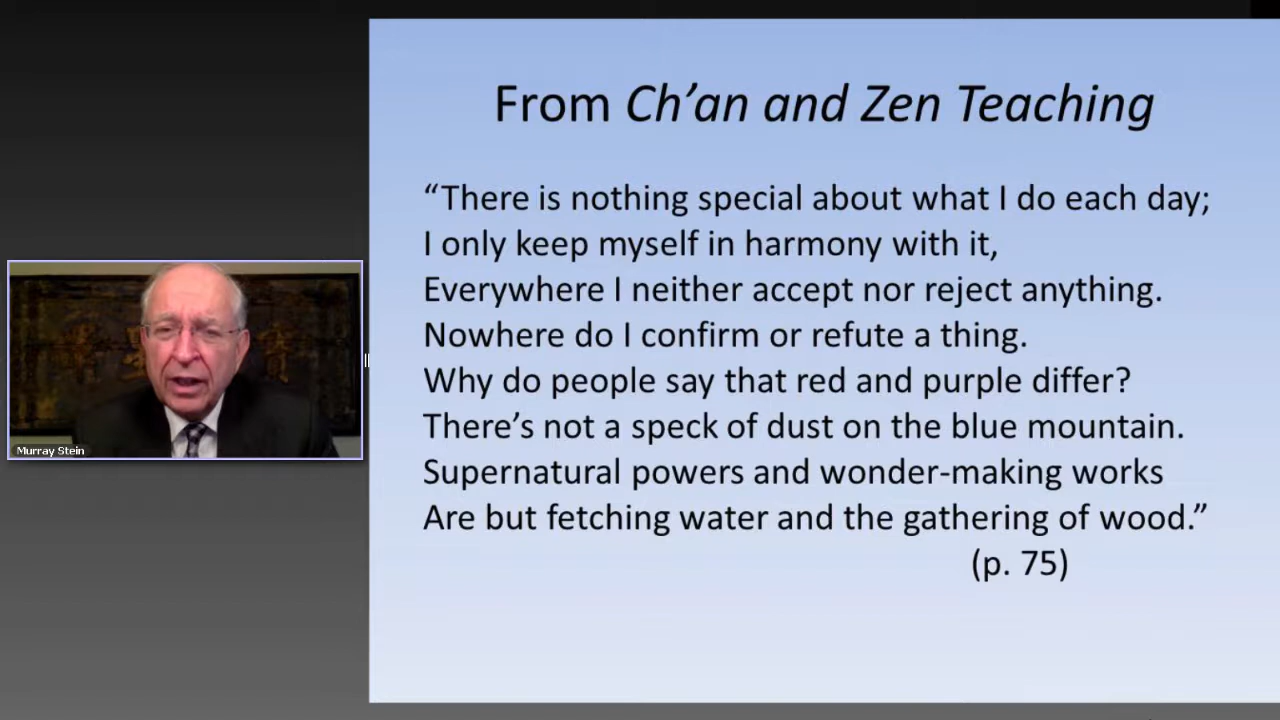 From Ch’an and Zen Teaching
“There is nothing special about what I do each day;
I only keep myself in harmony with it,
Everywhere I neither accept nor reject anything.
Nowhere do I confirm or refute a thing.
Why do people say that red and purple differ?
There’s not a speck of dust on the blue mountain.
Supernatural powers and wonder-making works
Are but fetching water and the gathering of wood.”
(p. 75)
Murray Stein